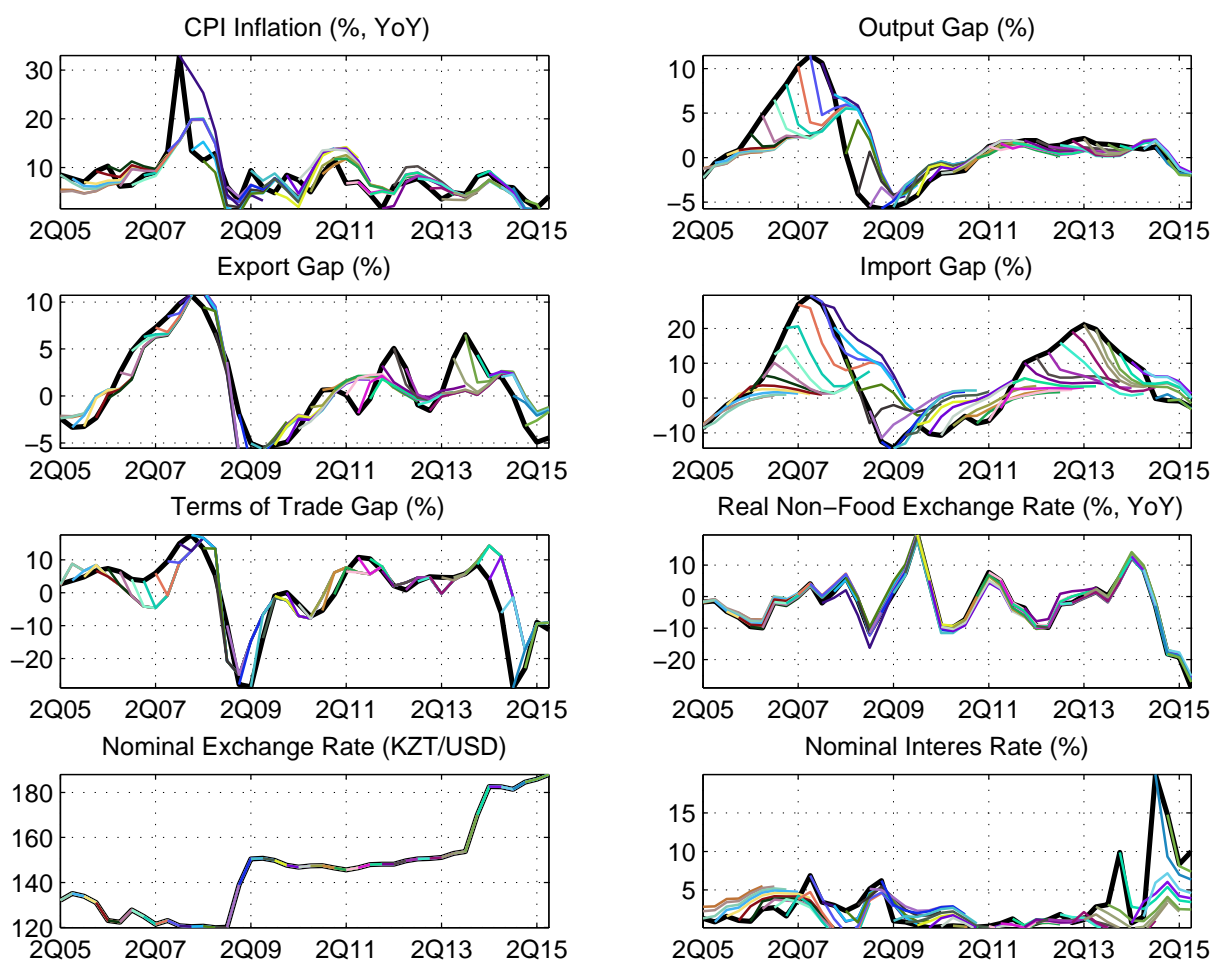 CPI Inflation (%, YoY)
30
20
10
2Q05 2Q07 2Q09 2Q11 2Q13 2Q15
Output Gap (%)
10
5
0
−5
2Q05 2Q07 2Q09 2Q11 2Q13 2Q15
Export Gap (%)
10
5
0
−5
2Q05 2Q07 2Q09 2Q11 2Q13 2Q15
Import Gap (%)
20
10
0
−10
2Q05 2Q07 2Q09 2Q11 2Q13 2Q15
Terms of Trade Gap (%)
10
0
−10
−20
2Q05 2Q07 2Q09 2Q11 2Q13 2Q15
Real Non−Food Exchange Rate (%, YoY)
10
0
−10
−20
2Q05 2Q07 2Q09 2Q11 2Q13 2Q15
Nominal Exchange Rate (KZT/USD)
180
160
140
120
2Q05 2Q07 2Q09 2Q11 2Q13 2Q15
Nominal Interes Rate (%)
15
10
5
2Q05 2Q07 2Q09 2Q11 2Q13 2Q15